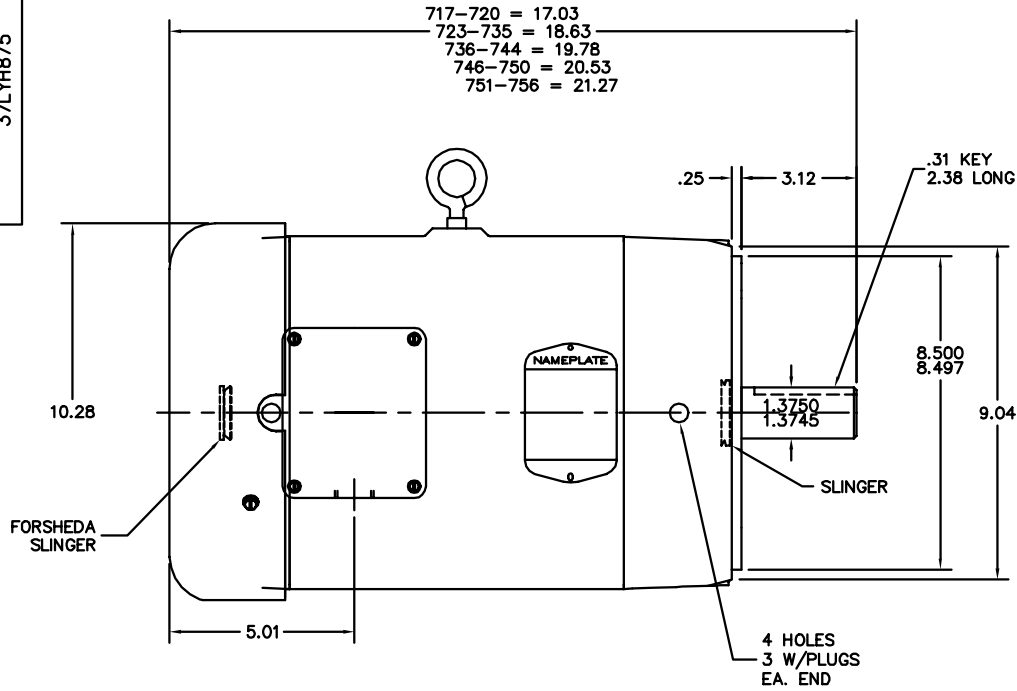 717-720 = 17.03
723-735 = 18.63
736-744 = 19.78
746-750 = 20.53
751-756 = 21.27
.31 KEY
2.38 LONG
.25
3.12
NAMEPLATE
8.500
8.497
1.3750
1.3745
10.28
9.04
SLINGER
FORSHEDA
SLINGER
5.01
4 HOLES
3 W/PLUGS
EA. END